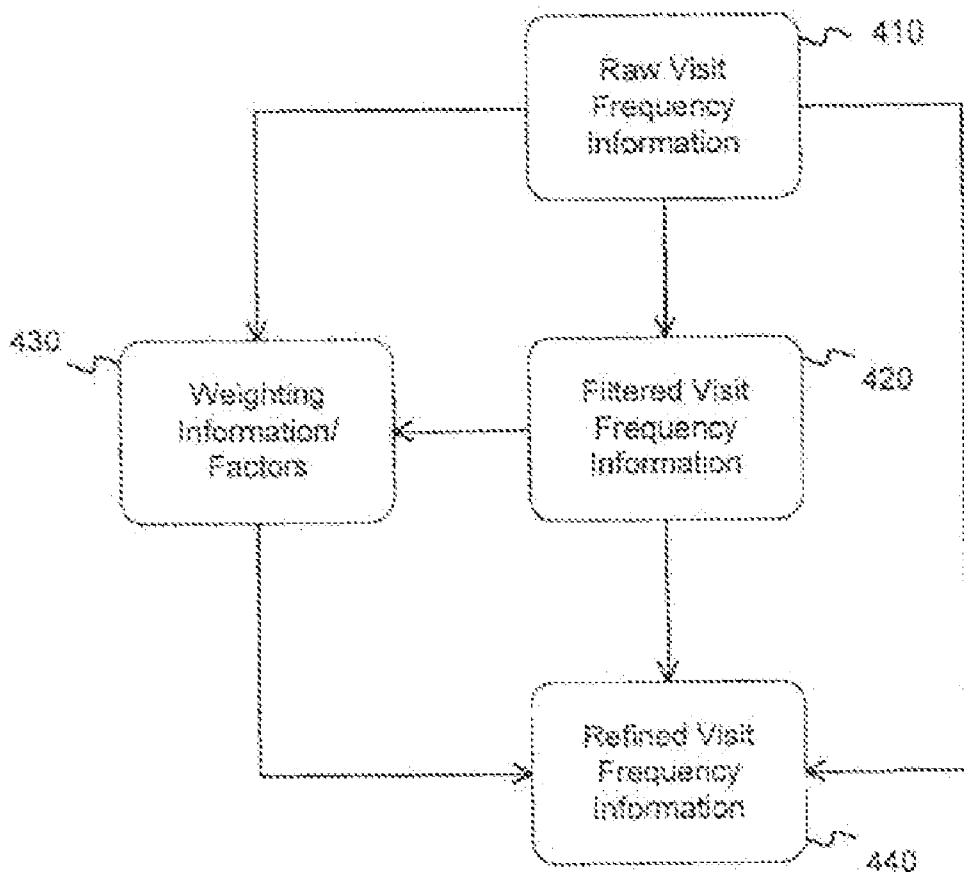 410
Raw Visit
Frequency
Information
430
Weighting
Information/
Factors
Filtered Visit
Frequency
Information
420
Refined Visit
Frequency
Information
440